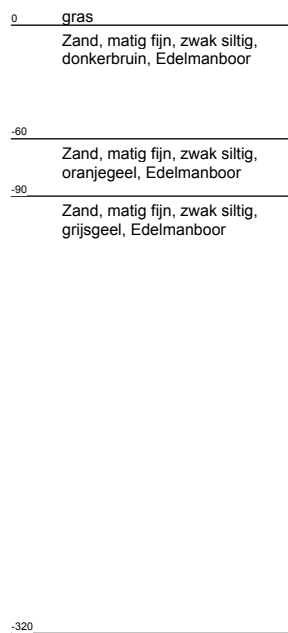 0 gras
Zand, matig fijn, zwak siltig,
donkerbruin, Edelmanboor
-60
Zand, matig fijn, zwak siltig,
oranjegeel, Edelmanboor
-90
Zand, matig fijn, zwak siltig,
grijsgeel, Edelmanboor
-320